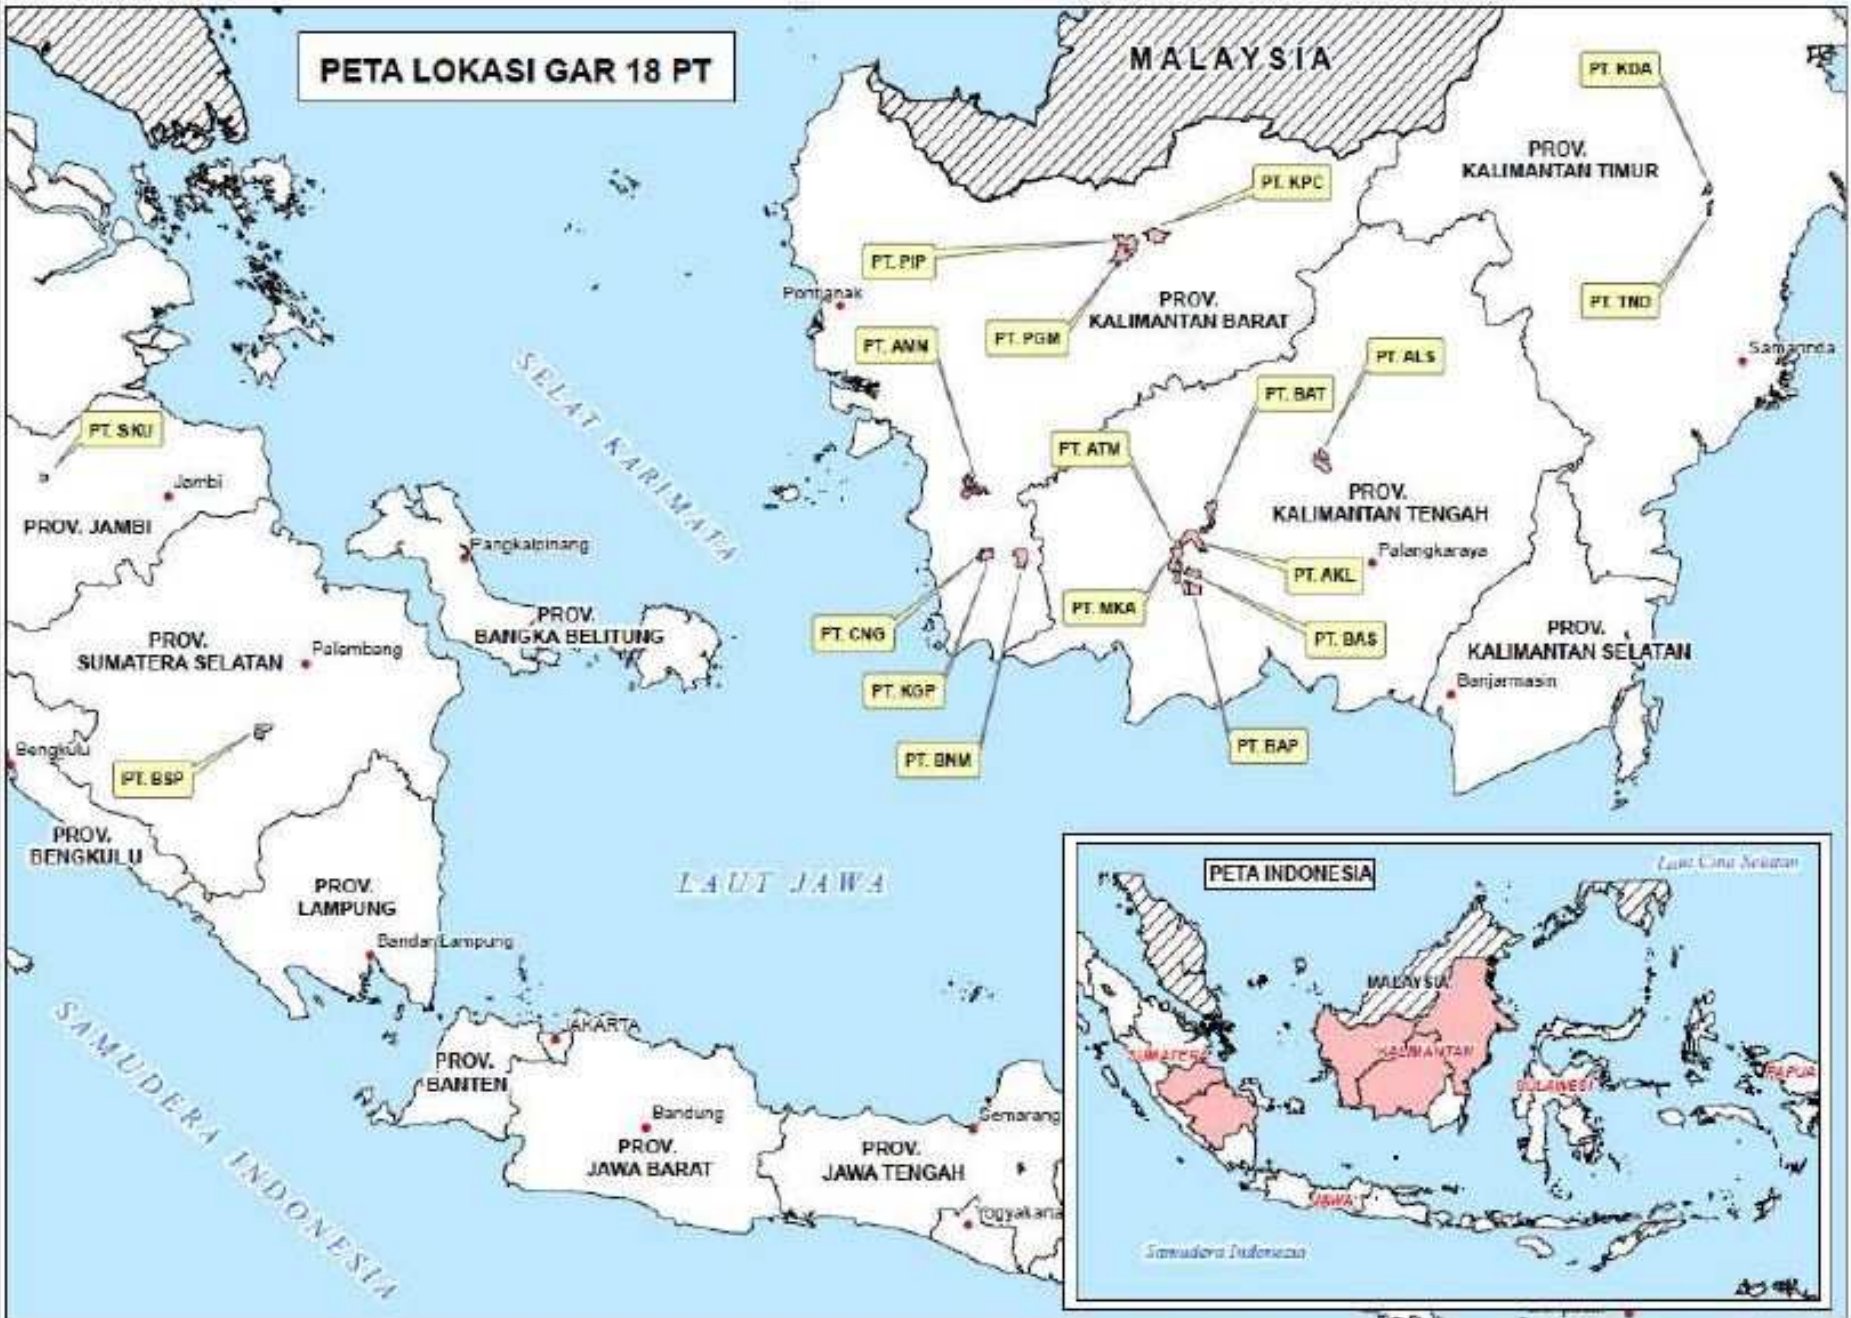 PETA LOKASI GAR 18 PT
MALAYSIA
PT. KDA
PROV.
KALIMANTAN TIMUR
PT. KPC
PT. PIP
Pontianak
PROV.
KALIMANTAN BARAT
PT. TND
PT. PGM
PT. ANN
PT. ALS
Samarinda
SELAT KARIMATA
PT. BAT
PT. SKU
PT. ATM
Jambi
PROV. JAMBI
PROV.
KALIMANTAN TENGAH
Pangkalpinang
Palangkaraya
PT. AKL
PT. MKA
PROV.
BANGKA BELITUNG
PT. CNG
PT. BAS
PROV.
SUMATERA SELATAN
Palembang
PROV.
KALIMANTAN SELATAN
Banjarmasin
PT. KGP
PT. BNM
PT. BAP
Bengkulu
PT. BSP
PROV.
BENGKULU
PROV.
LAMPUNG
LAUT JAWA
Bandar Lampung
SAMUDERA INDONESIA
JAKARTA
PROV.
BANTEN
Bandung
PROV.
JAWA BARAT
Semarang
PROV.
JAWA TENGAH
Yogyakarta
PETA INDONESIA
Laut Cina Selatan
MALAYSIA
SUMATERA
KALIMANTAN
SULAWESI
PAPUA
JAWA
Samudera Indonesia